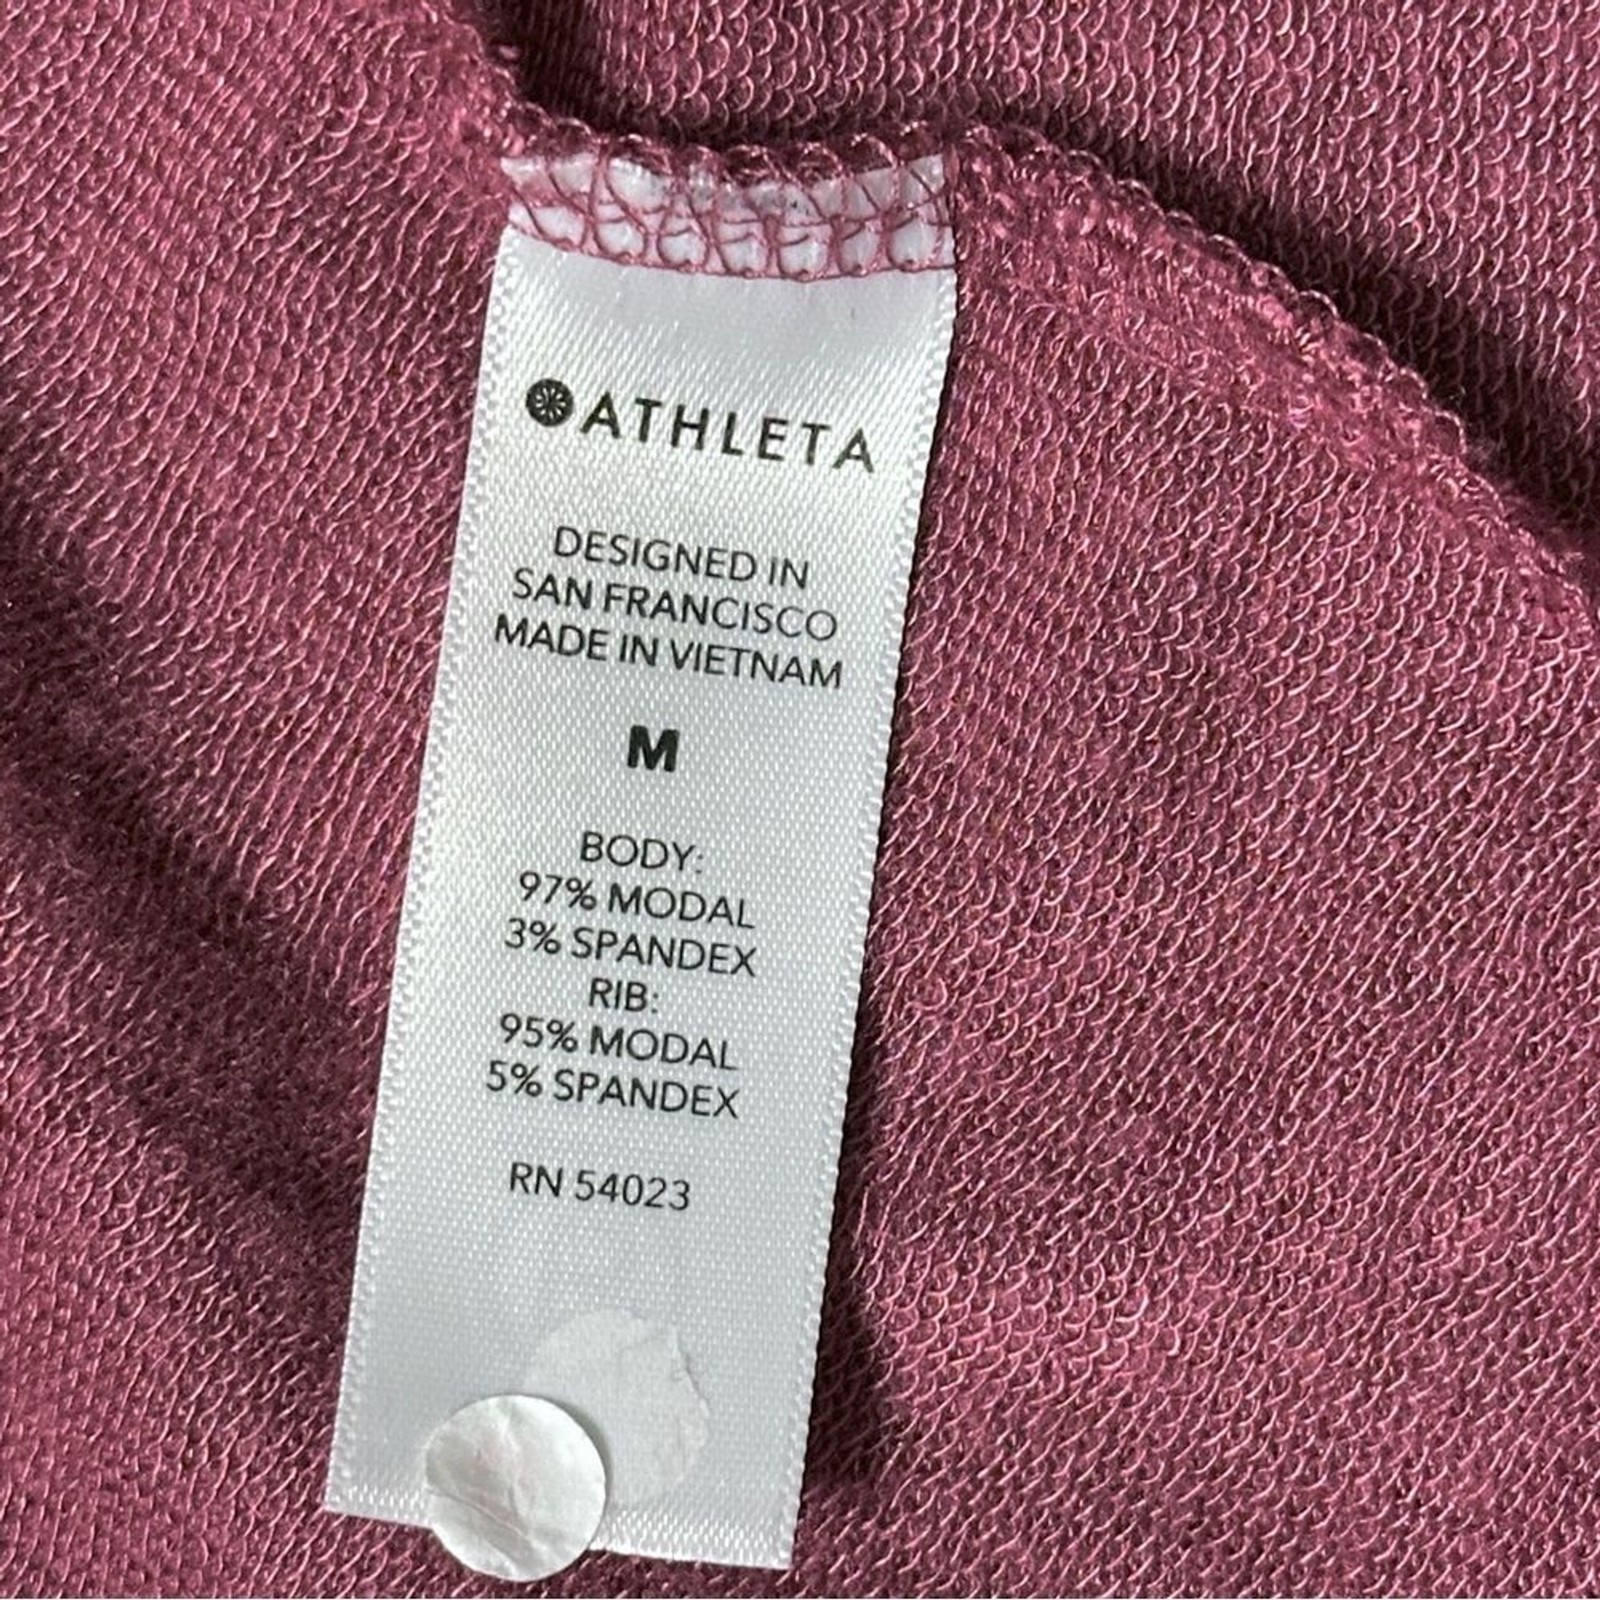 ATHLETA
DESIGNED IN
SAN FRANCISCO
MADE IN VIETNAM
M
BODY:
97% MODAL
3% SPANDEX
RIB:
95% MODAL
5% SPANDEX
RN 54023